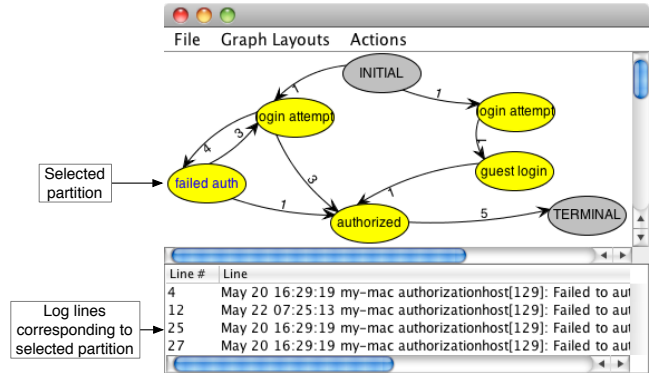 File Graph Layouts Actions
INITIAL
1
1
ogin attempt
ogin attempt
4
3
1
Selected
partition
failed auth
3
guest login
1
1
authorized
5
TERMINAL
Line # Line
4 May 20 16:29:19 my-mac authorizationhost[129]: Failed to aut
12 May 22 07:25:13 my-mac authorizationhost[129]: Failed to aut
25 May 20 16:29:19 my-mac authorizationhost[129]: Failed to aut
27 May 20 16:29:19 my-mac authorizationhost[129]: Failed to aut
Log lines
corresponding to
selected partition